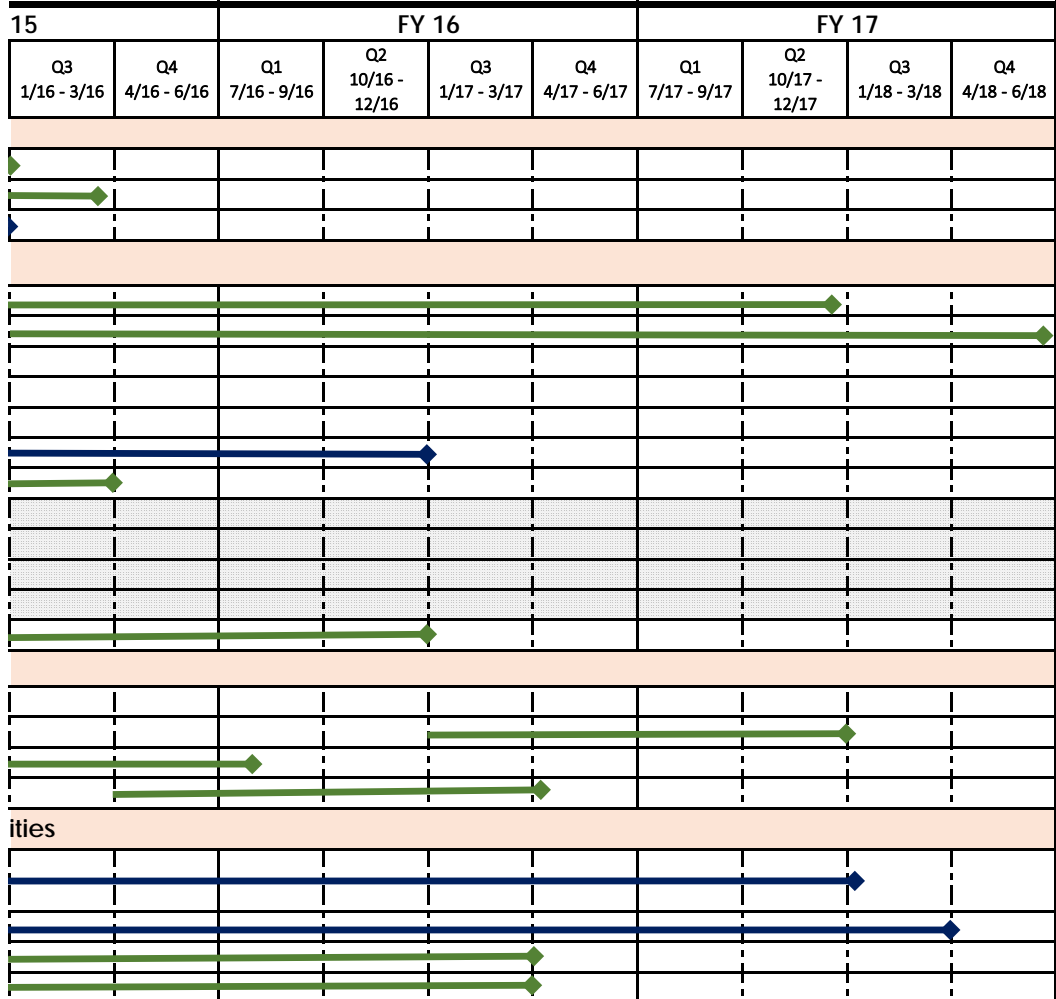 15 FY 16 FY 17
Q3 Q4 Q1 Q2 Q3 Q4 Q1 Q2 Q3 Q4
1/16 - 3/16 4/16 - 6/16 7/16 - 9/16 10/16 - 1/17 - 3/17 4/17 - 6/17 7/17 - 9/17 10/17 - 1/18 - 3/18 4/18 - 6/18
12/16 12/17
ities